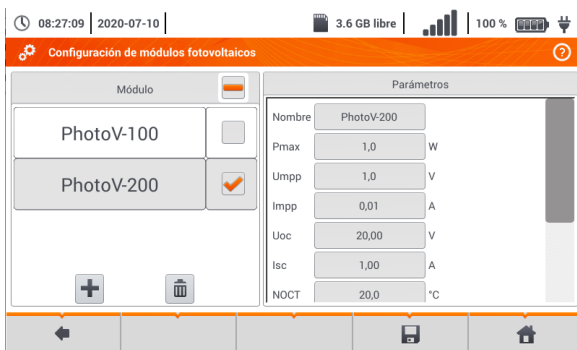 08:27:09 2020-07-10 3.6 GB libre 100 %
Configuración de módulos fotovoltaicos ?
Módulo
PhotoV-100
PhotoV-200
Parámetros
Nombre PhotoV-200
Pmax 1,0 W
Umpp 1,0 V
Impp 0,01 A
Uoc 20,00 V
Isc 1,00 A
NOCT 20,0 °C